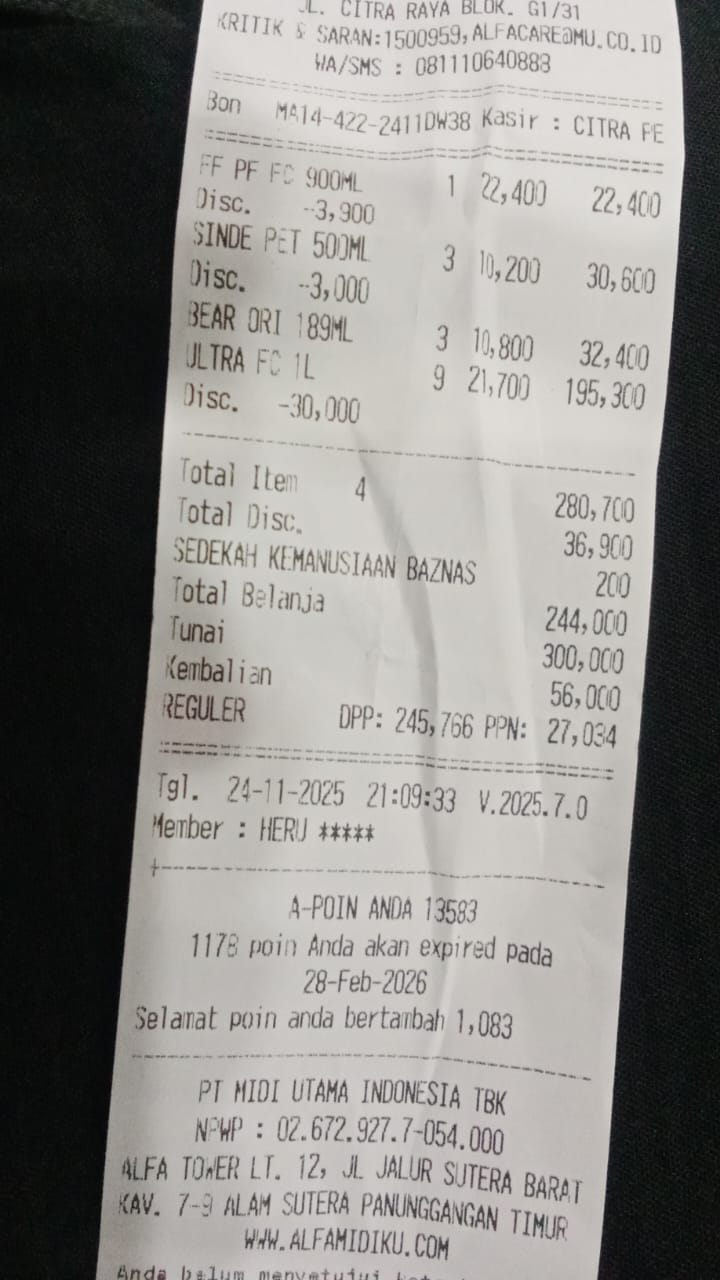 JL. CITRA RAYA BLOK. G1/31
KRITIK & SARAN:1500959,ALFACARE@MU.CO.ID
WA/SMS : 081110640888
Bon MA14-422-2411DW38 Kasir : CITRA PE
FF PF FC 900ML 1 22,400 22,400
Disc. -3,900
SINDE PET 500ML 3 10,200 30,600
Disc. -3,000
BEAR ORI 189ML 3 10,800 32,400
ULTRA FC 1L 9 21,700 195,300
Disc. -30,000
Total Item 4 280,700
Total Disc. 36,900
SEDEKAH KEMANUSIAAN BAZNAS 200
Total Belanja 244,000
Tunai 300,000
Kembalian 56,000
REGULER DPP: 245,766 PPN: 27,034
Tgl. 24-11-2025 21:09:33 V.2025.7.0
Member : HERU *****
A-POIN ANDA 13583
1178 poin Anda akan expired pada
28-Feb-2026
Selamat poin anda bertambah 1,083
PT MIDI UTAMA INDONESIA TBK
NPWP : 02.672.927.7-054.000
ALFA TOWER LT. 12, JL JALUR SUTERA BARAT
KAV. 7-9 ALAM SUTERA PANUNGGANGAN TIMUR
WWW.ALFAMIDIKU.COM
Anda belum menyetujui